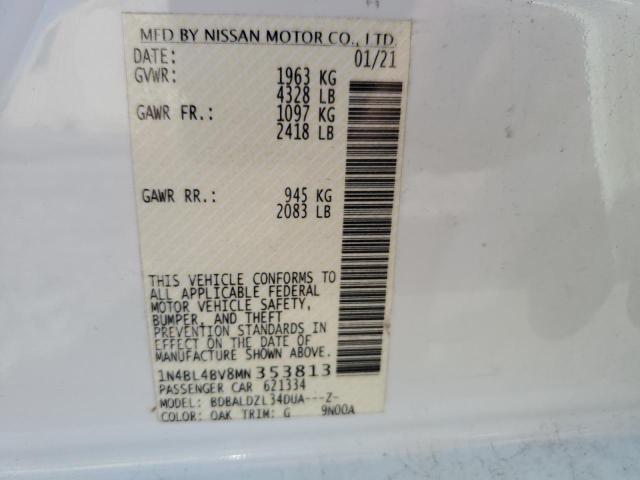 MFD BY NISSAN MOTOR CO., LTD.
DATE: 01/21
GVWR: 1963 KG
4328 LB
GAWR FR.: 1097 KG
2418 LB
GAWR RR.: 945 KG
2083 LB
THIS VEHICLE CONFORMS TO
ALL APPLICABLE FEDERAL
MOTOR VEHICLE SAFETY,
BUMPER, AND THEFT
PREVENTION STANDARDS IN
EFFECT ON THE DATE OF
MANUFACTURE SHOWN ABOVE.
1N4BL4BV8MN353813
PASSENGER CAR 621334
MODEL: BDBALDZL34DUA---Z-
COLOR: QAK TRIM: G 9N00A